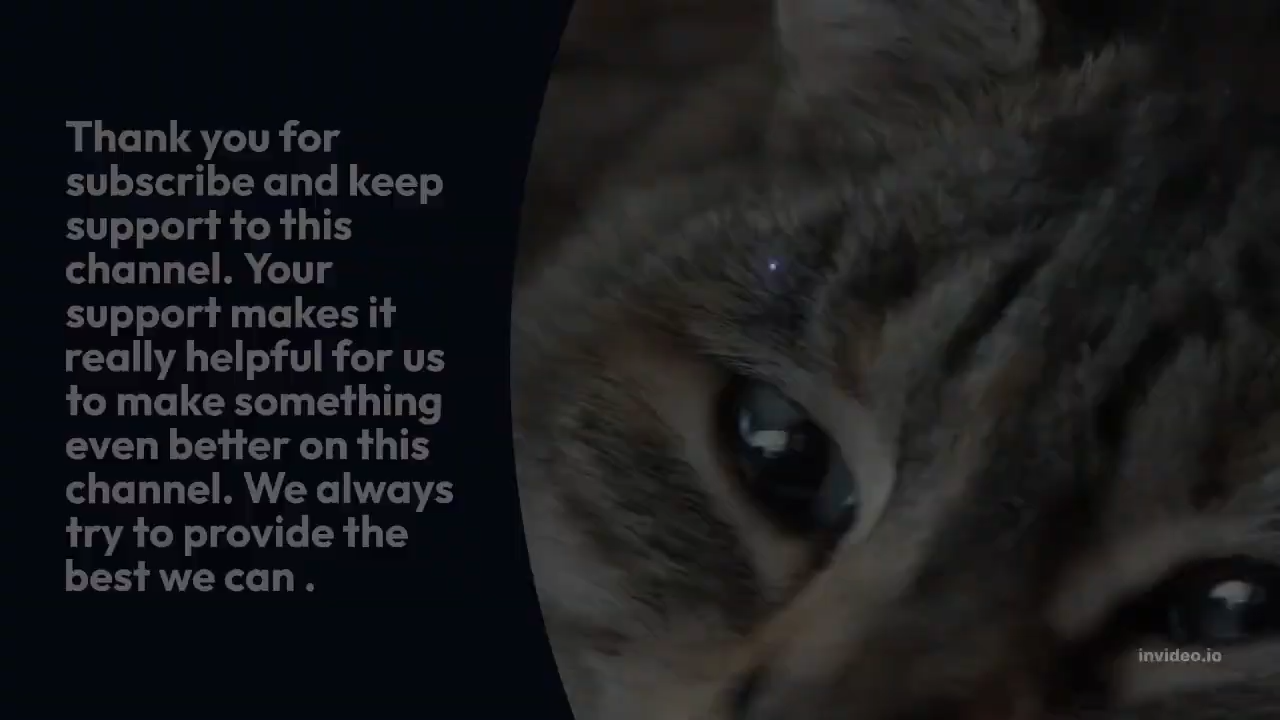 Thank you for
subscribe and keep
support to this
channel. Your
support makes it
really helpful for us
to make something
even better on this
channel. We always
try to provide the
best we can .
invideo.io